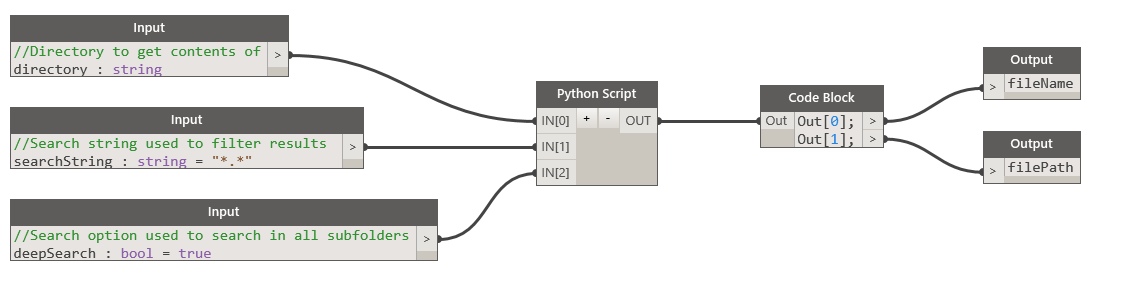 Input
//Directory to get contents of >
directory : string
Input
//Search string used to filter results >
searchString : string = "*.*"
Input
//Search option used to search in all subfolders >
deepSearch : bool = true
Python Script
IN[0] + - OUT
IN[1]
IN[2]
Code Block
Out Out[0]; >
Out[1]; >
Output
> fileName
Output
> filePath